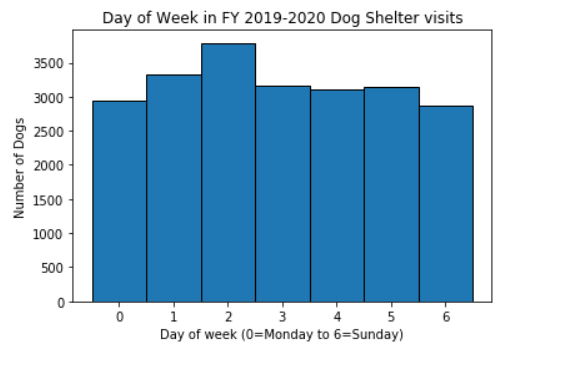 Day of Week in FY 2019-2020 Dog Shelter visits
Number of Dogs
3500
3000
2500
2000
1500
1000
500
0
0 1 2 3 4 5 6
Day of week (0=Monday to 6=Sunday)